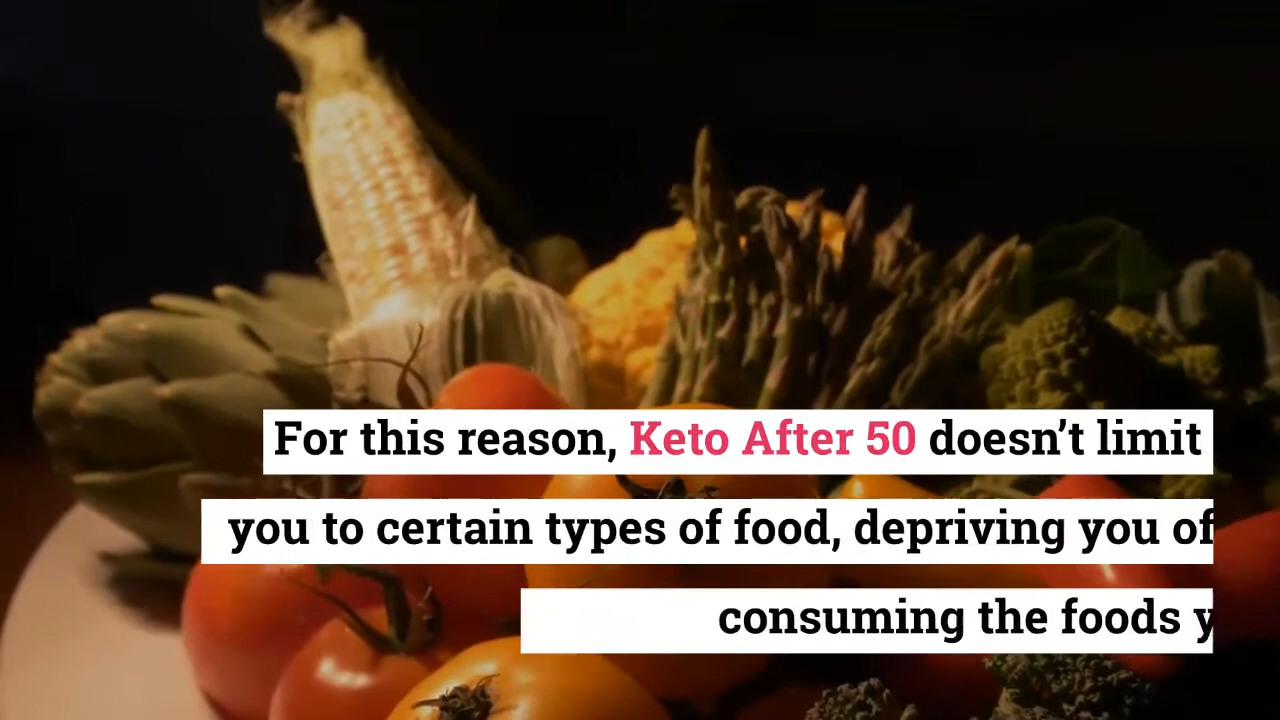 For this reason, Keto After 50 doesn’t limit
you to certain types of food, depriving you of
consuming the foods y